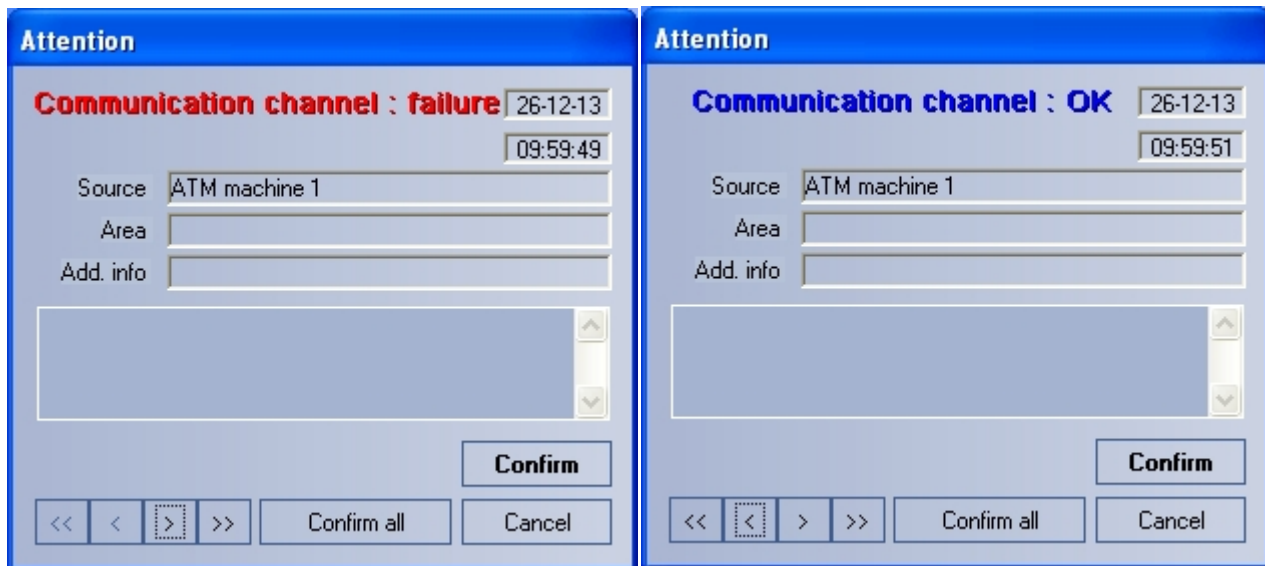 Attention
Communication channel : failure 26-12-13
09:59:49
Source ATM machine 1
Area
Add. info
Confirm
<< < > >> Confirm all Cancel
Attention
Communication channel : OK 26-12-13
09:59:51
Source ATM machine 1
Area
Add. info
Confirm
<< < > >> Confirm all Cancel